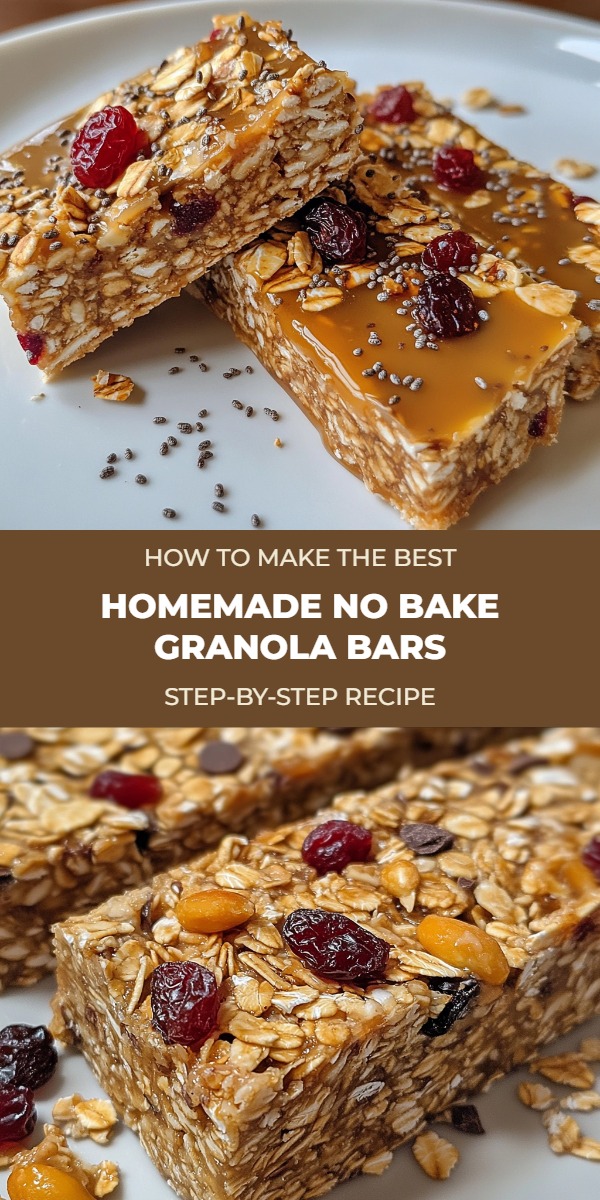 HOW TO MAKE THE BEST
HOMEMADE NO BAKE
GRANOLA BARS
STEP-BY-STEP RECIPE